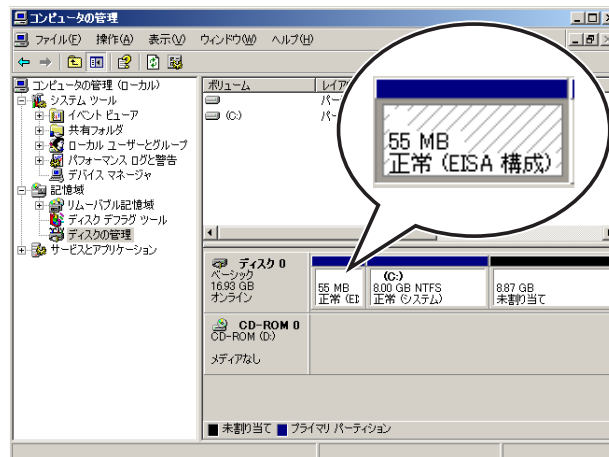 コンピュータの管理
ファイル(F) 操作(A) 表示(V) ウィンドウ(W) ヘルプ(H)
コンピュータの管理 (ローカル)
システム ツール
イベント ビューア
共有フォルダ
ローカル ユーザーとグループ
パフォーマンス ログと警告
デバイス マネージャ
記憶域
リムーバブル記憶域
ディスク デフラグ ツール
ディスクの管理
サービスとアプリケーション
ボリューム
(C:)
55 MB
正常 (EISA 構成)
ディスク 0
ベーシック
16.93 GB
オンライン
55 MB
正常 (EI
(C:)
8.00 GB NTFS
正常 (システム)
8.87 GB
未割り当て
CD-ROM 0
CD-ROM (D:)
メディアなし
未割り当て プライマリ パーティション